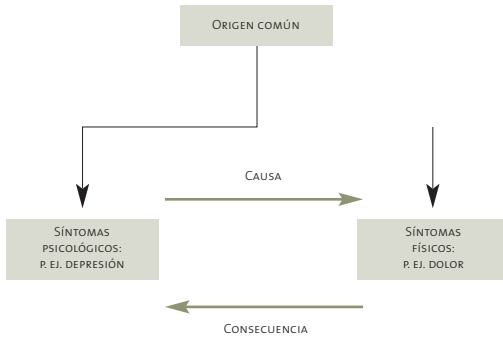 Origen común
Causa
Síntomas
psicológicos:
p. ej. depresión
Síntomas
físicos:
p. ej. dolor
Consecuencia